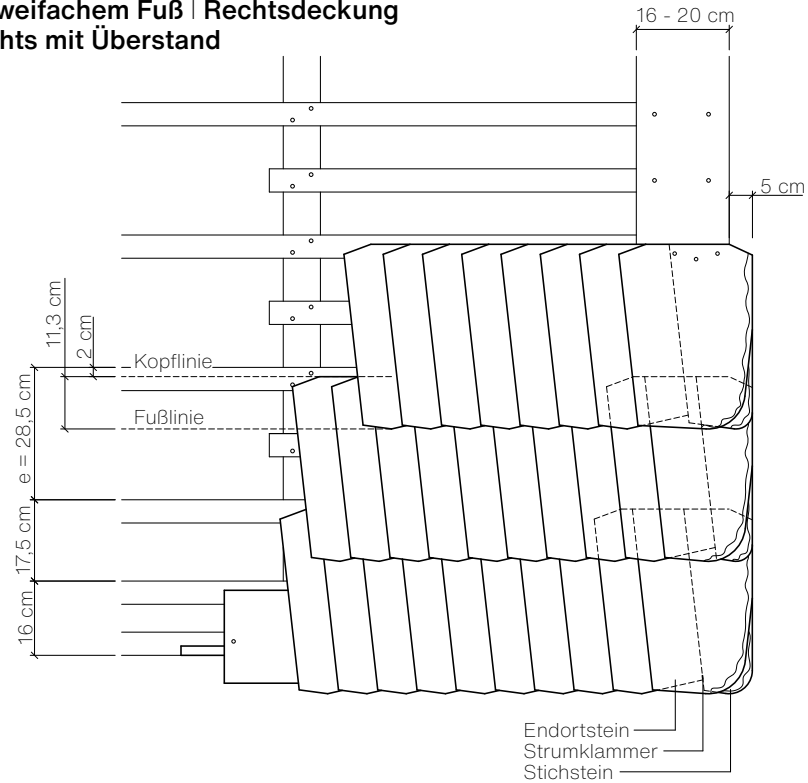 weifachem Fuß | Rechtsdeckung
hts mit Überstand
16 - 20 cm
5 cm
11,3 cm
2 cm
Kopflinie
Fußlinie
e = 28,5 cm
17,5 cm
16 cm
Endortstein
Strumklammer
Stichstein